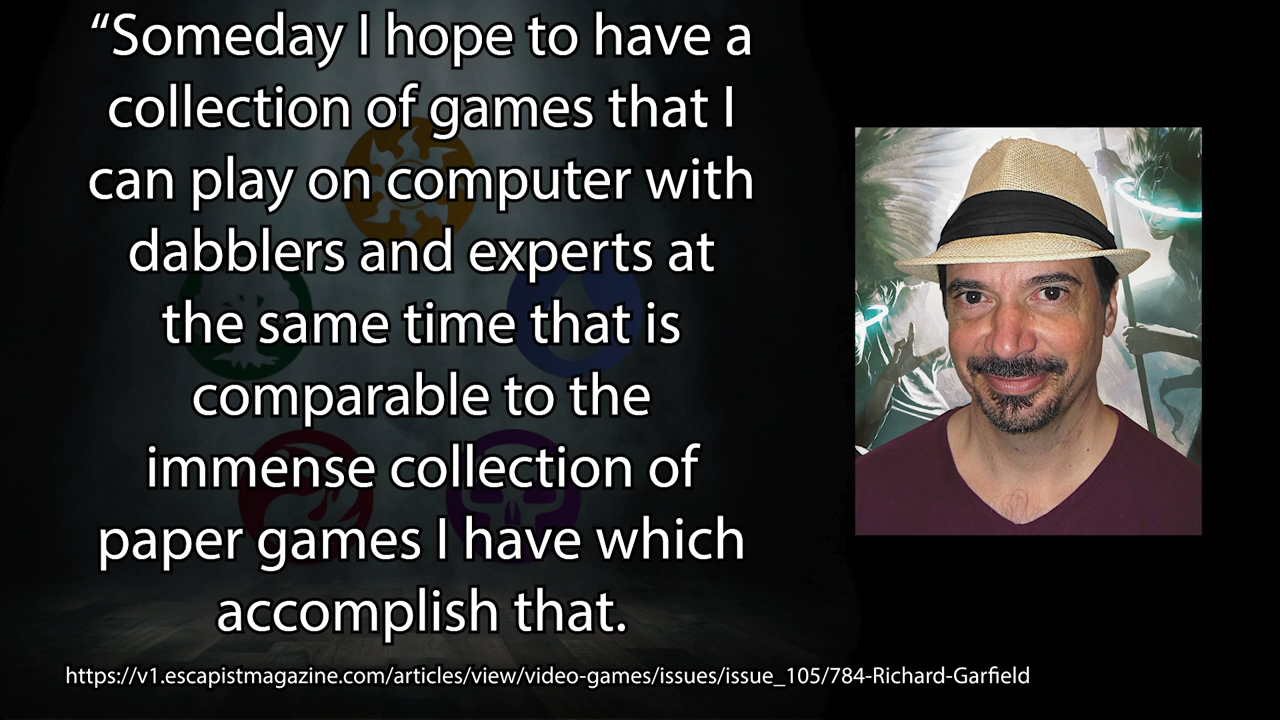 “Someday I hope to have a
collection of games that I
can play on computer with
dabblers and experts at
the same time that is
comparable to the
immense collection of
paper games I have which
accomplish that.
https://v1.escapistmagazine.com/articles/view/video-games/issues/issue_105/784-Richard-Garfield